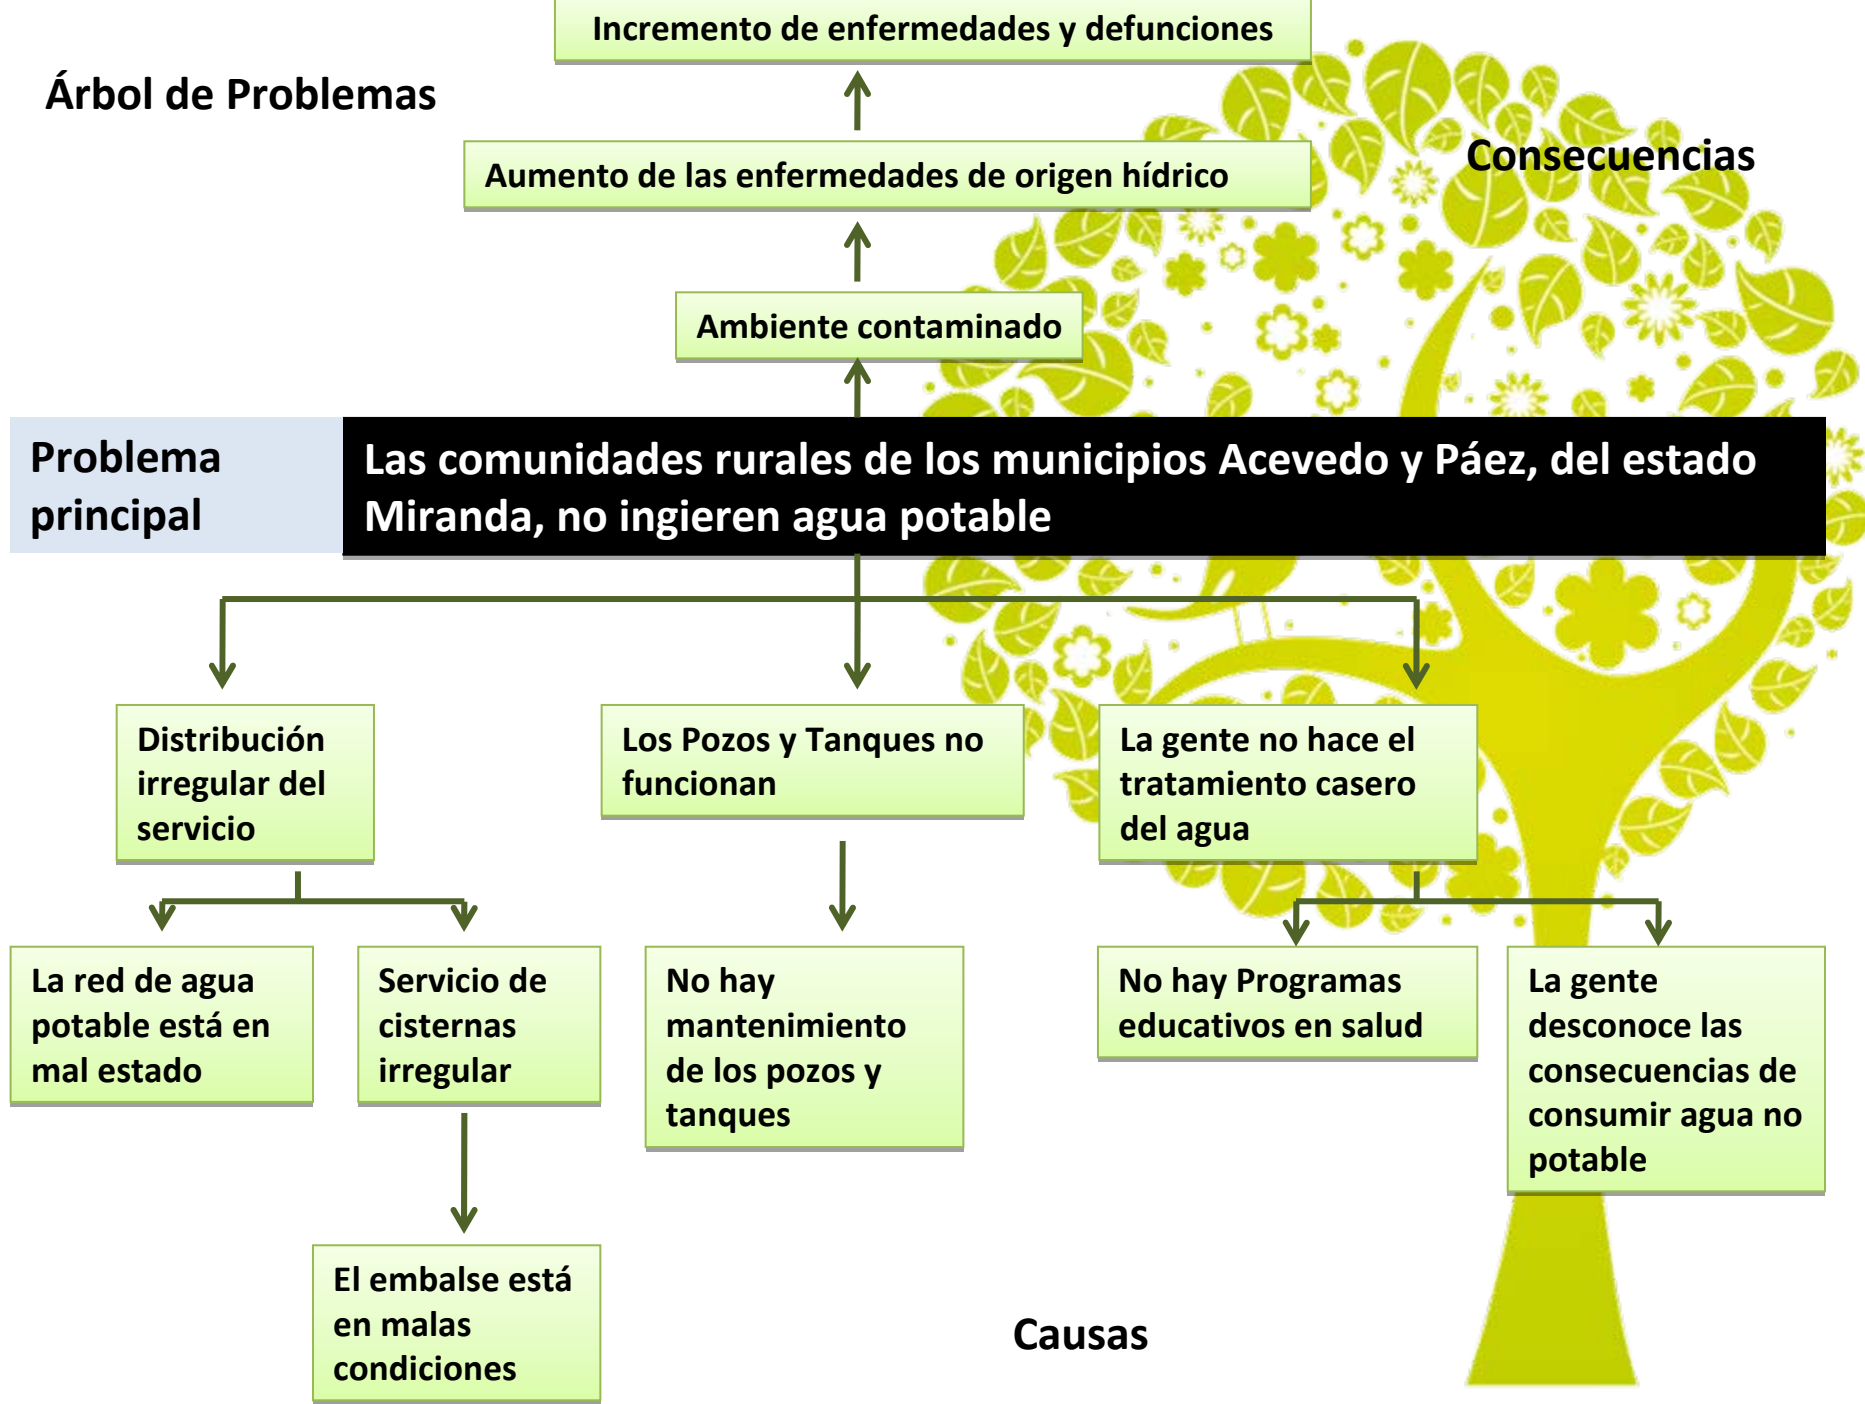 Incremento de enfermedades y defunciones
Árbol de Problemas
Consecuencias
Aumento de las enfermedades de origen hídrico
Ambiente contaminado
Problema
principal
Las comunidades rurales de los municipios Acevedo y Páez, del estado
Miranda, no ingieren agua potable
Distribución
irregular del
servicio
Los Pozos y Tanques no
funcionan
La gente no hace el
tratamiento casero
del agua
La red de agua
potable está en
mal estado
Servicio de
cisternas
irregular
No hay
mantenimiento
de los pozos y
tanques
No hay Programas
educativos en salud
La gente
desconoce las
consecuencias de
consumir agua no
potable
El embalse está
en malas
condiciones
Causas